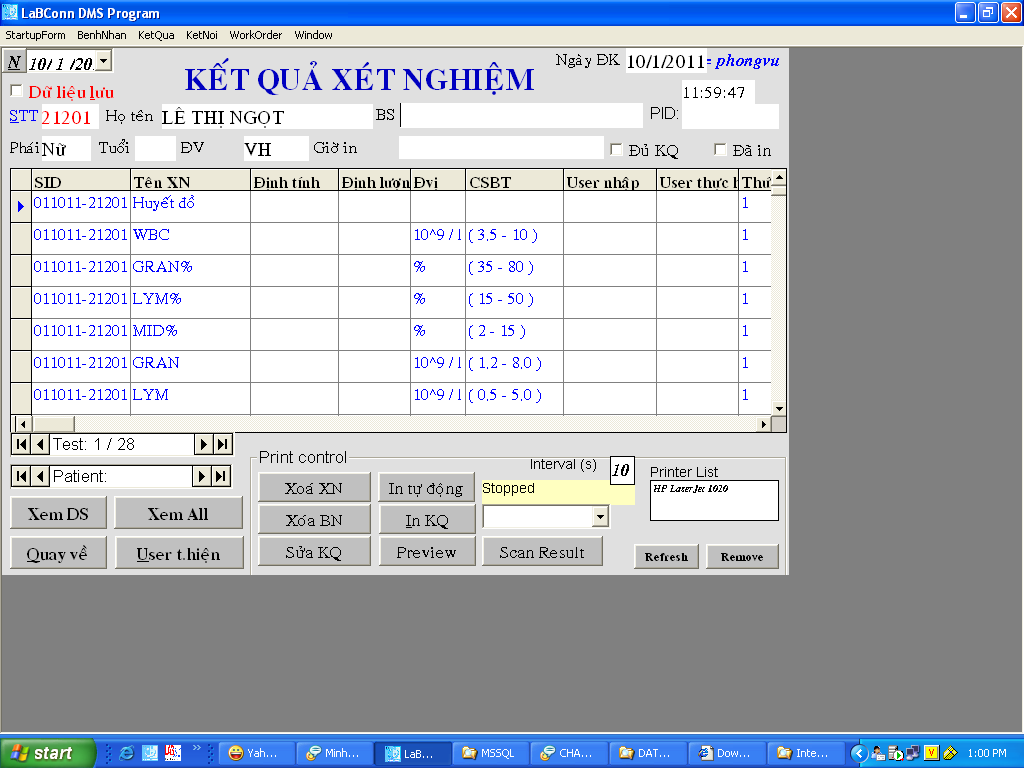 LaBConn DMS Program
StartupForm BenhNhan KetQua KetNoi WorkOrder Window
N 10/ 1 /20
KẾT QUẢ XÉT NGHIỆM
Ngày ĐK 10/1/2011 - phongvu
Dữ liệu lưu
11:59:47
STT 21201 Họ tên LÊ THỊ NGỌT BS PID:
Phái Nữ Tuổi ĐV VH Giờ in Đủ KQ Đã in
SID Tên XN Định tính Định lượn Đvị CSBT User nhập User thực h Thứ
011011-21201 Huyết đồ 1
011011-21201 WBC 10^9 / l ( 3,5 - 10 ) 1
011011-21201 GRAN% % ( 35 - 80 ) 1
011011-21201 LYM% % ( 15 - 50 ) 1
011011-21201 MID% % ( 2 - 15 ) 1
011011-21201 GRAN 10^9 / l ( 1,2 - 8,0 ) 1
011011-21201 LYM 10^9 / l ( 0,5 - 5,0 ) 1
Test: 1 / 28
Patient:
Xem DS Xem All
Quay về User t.hiện
Print control
Xoá XN In tự động
Xóa BN In KQ
Sửa KQ Preview Scan Result
Interval (s) 10
Stopped
Printer List
HP LaserJet 1020
Refresh Remove
start Yah... Minh... LaB... MSSQL CHA... DAT... Dow... Inte... V 1:00 PM